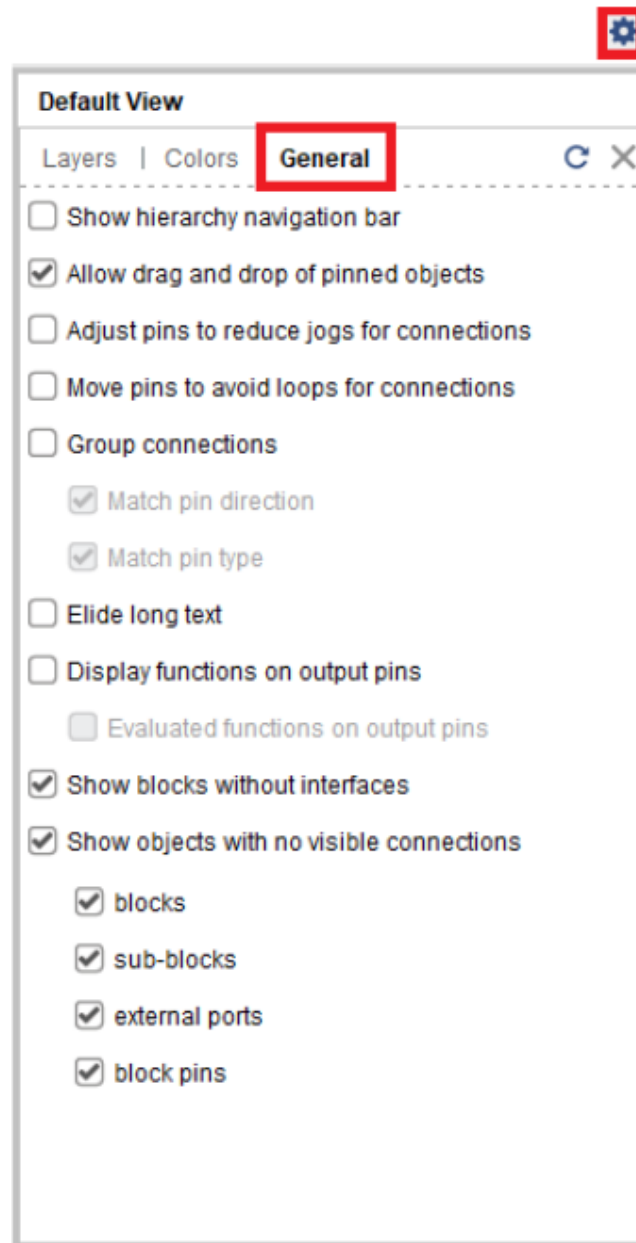 Default View
Layers | Colors General
Show hierarchy navigation bar
Allow drag and drop of pinned objects
Adjust pins to reduce jogs for connections
Move pins to avoid loops for connections
Group connections
Match pin direction
Match pin type
Elide long text
Display functions on output pins
Evaluated functions on output pins
Show blocks without interfaces
Show objects with no visible connections
blocks
sub-blocks
external ports
block pins